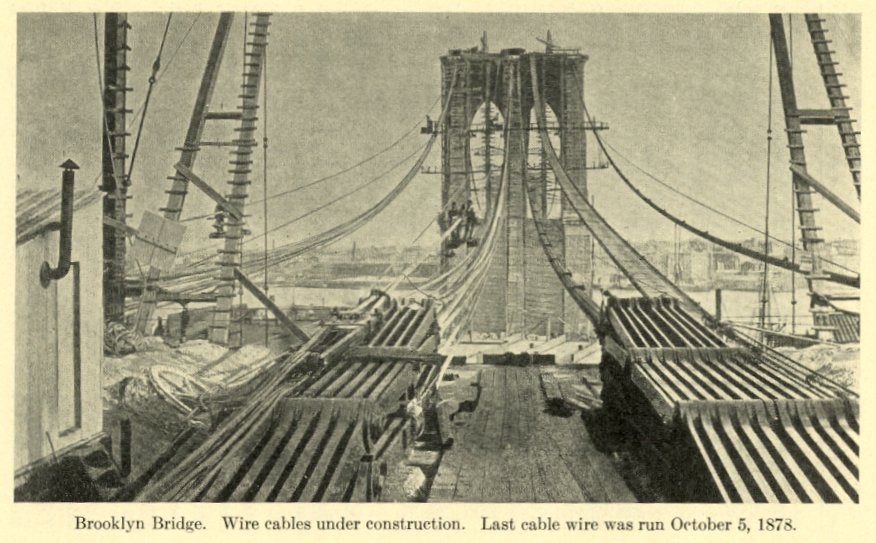 Brooklyn Bridge. Wire cables under construction. Last cable wire was run October 5, 1878.